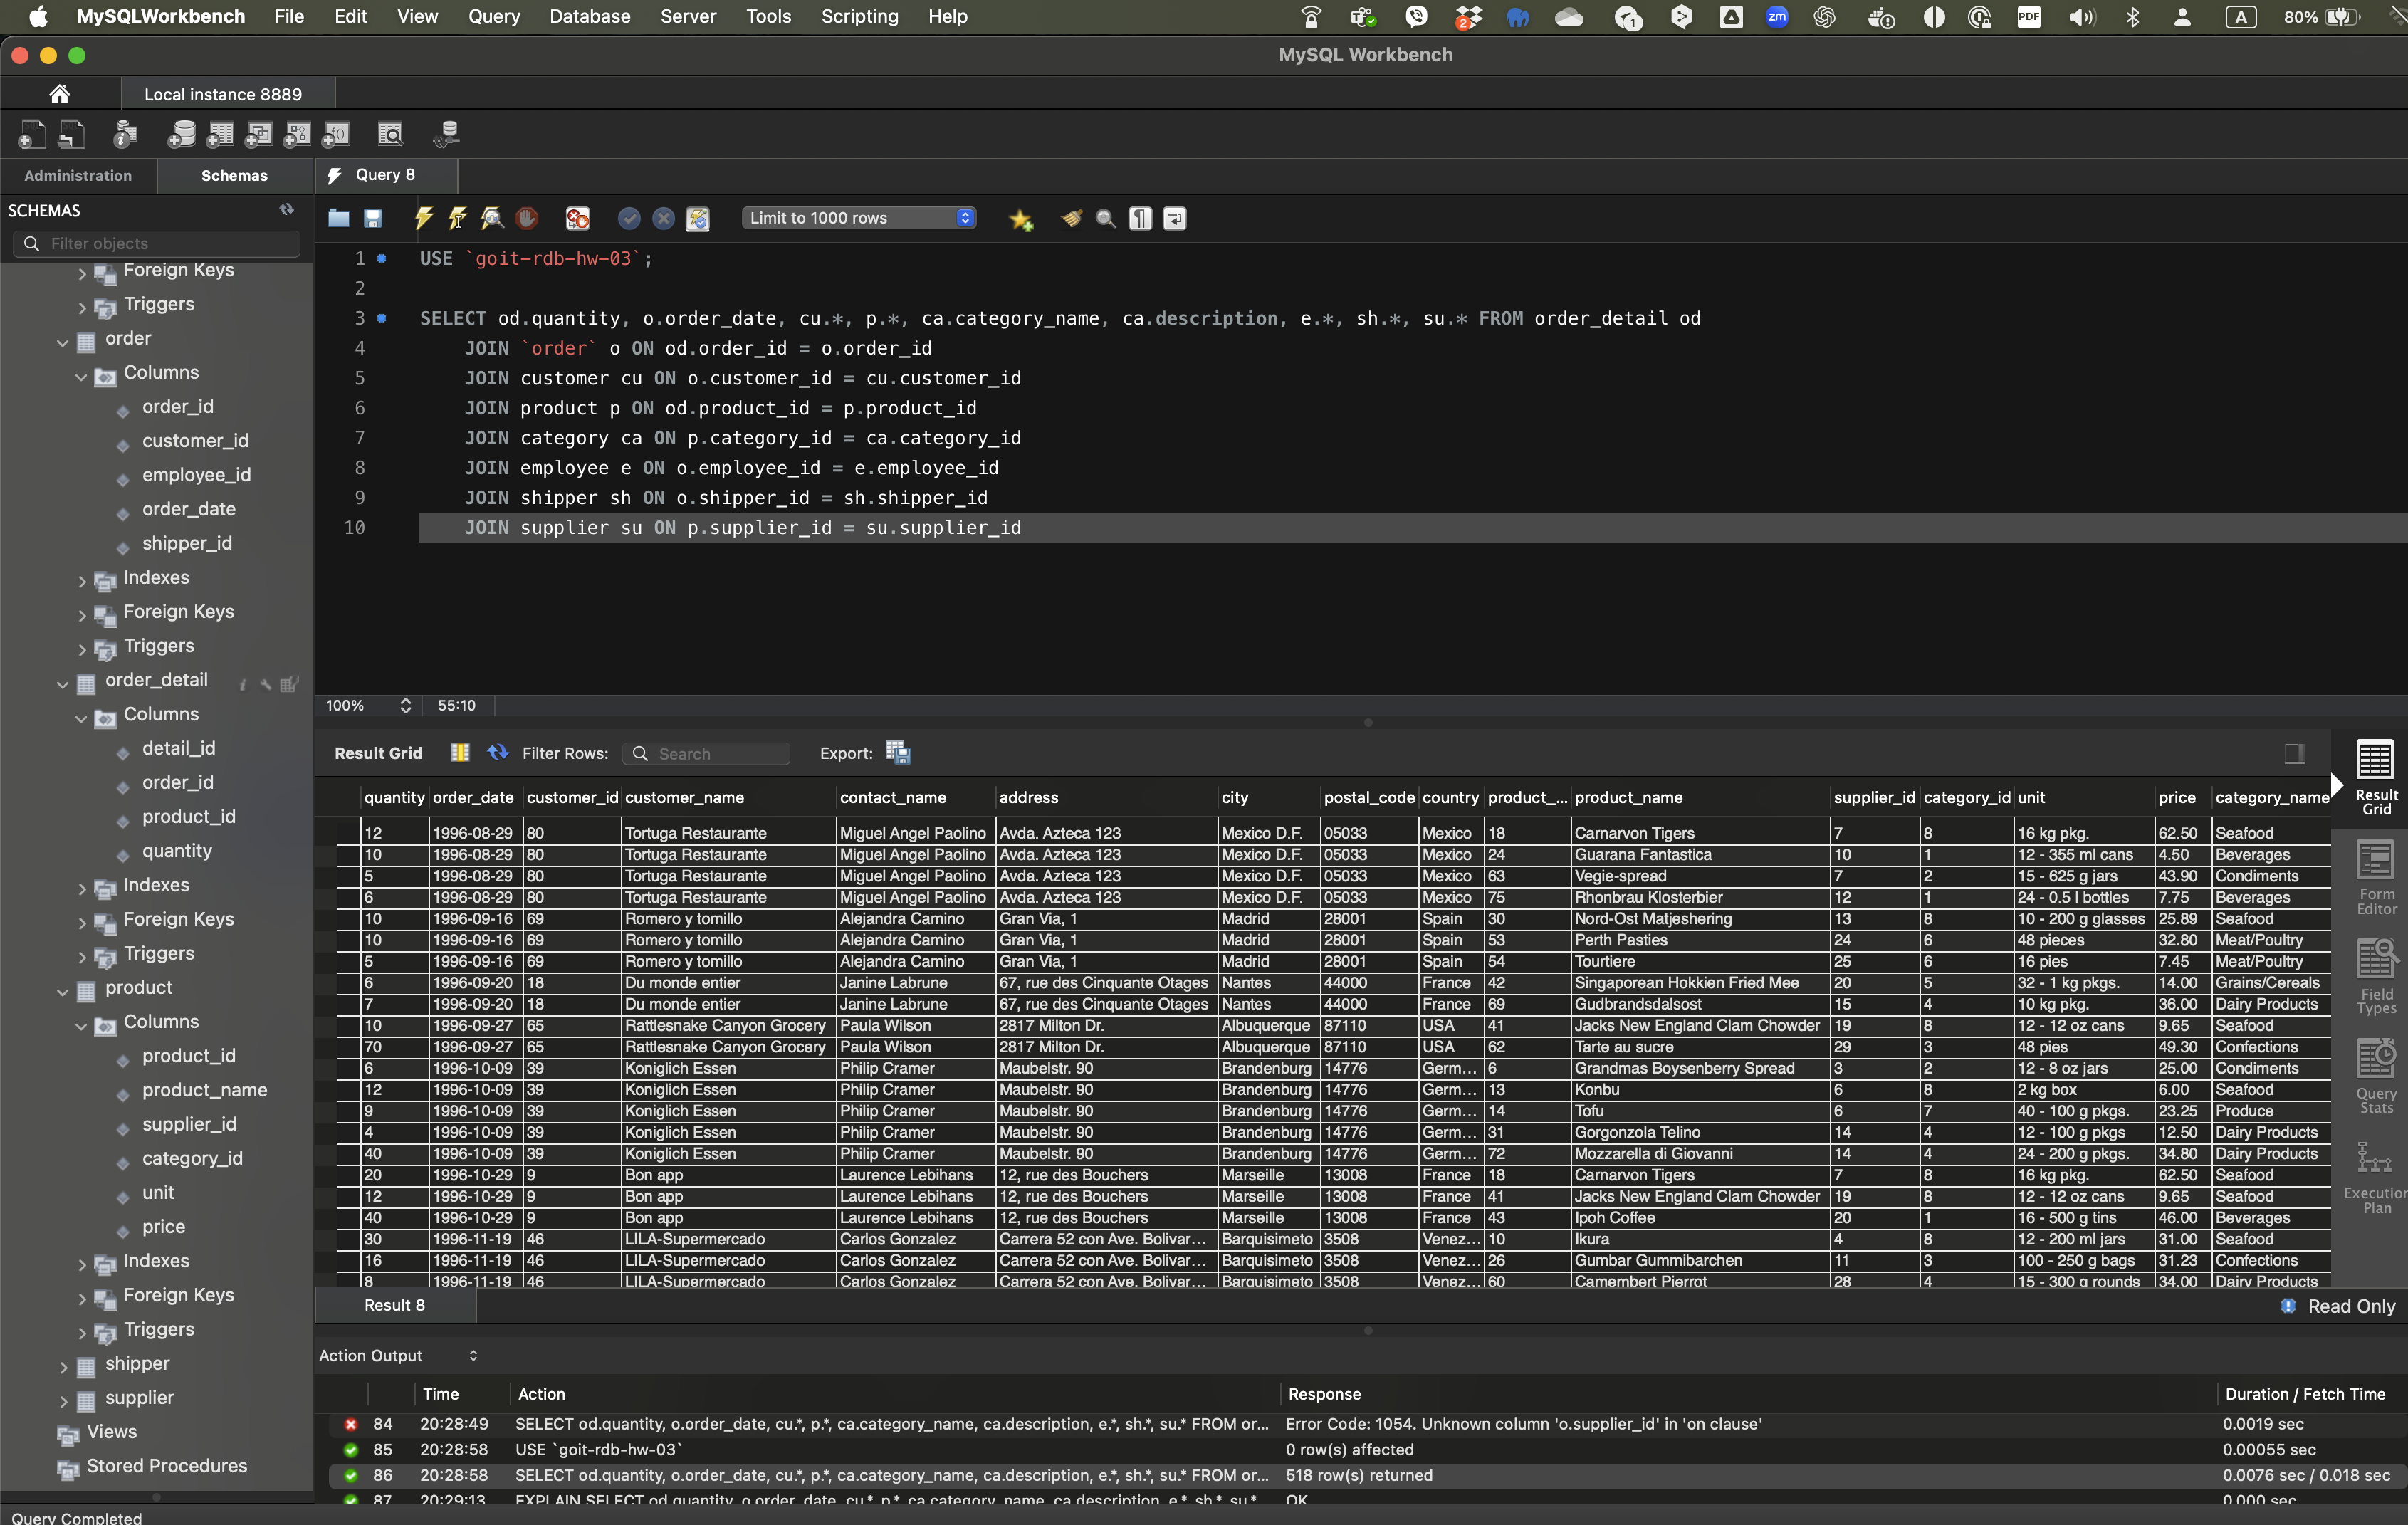 MySQLWorkbench File Edit View Query Database Server Tools Scripting Help 2 1 zm PDF A 80%
MySQL Workbench
Local instance 8889
Administration Schemas Query 8
SCHEMAS
Filter objects
Limit to 1000 rows
Foreign Keys
Triggers
order
Columns
order_id
customer_id
employee_id
order_date
shipper_id
Indexes
Foreign Keys
Triggers
order_detail
Columns
detail_id
order_id
product_id
quantity
Indexes
Foreign Keys
Triggers
product
Columns
product_id
product_name
supplier_id
category_id
unit
price
Indexes
Foreign Keys
Triggers
shipper
supplier
Views
Stored Procedures
1 USE `goit-rdb-hw-03`;
2
3 SELECT od.quantity, o.order_date, cu.*, p.*, ca.category_name, ca.description, e.*, sh.*, su.* FROM order_detail od
4 JOIN `order` o ON od.order_id = o.order_id
5 JOIN customer cu ON o.customer_id = cu.customer_id
6 JOIN product p ON od.product_id = p.product_id
7 JOIN category ca ON p.category_id = ca.category_id
8 JOIN employee e ON o.employee_id = e.employee_id
9 JOIN shipper sh ON o.shipper_id = sh.shipper_id
10 JOIN supplier su ON p.supplier_id = su.supplier_id
100% 55:10
Result Grid Filter Rows: Search Export:
quantity order_date customer_id customer_name contact_name address city postal_code country product_... product_name supplier_id category_id unit price category_name
12 1996-08-29 80 Tortuga Restaurante Miguel Angel Paolino Avda. Azteca 123 Mexico D.F. 05033 Mexico 18 Carnarvon Tigers 7 8 16 kg pkg. 62.50 Seafood
10 1996-08-29 80 Tortuga Restaurante Miguel Angel Paolino Avda. Azteca 123 Mexico D.F. 05033 Mexico 24 Guarana Fantastica 10 1 12 - 355 ml cans 4.50 Beverages
5 1996-08-29 80 Tortuga Restaurante Miguel Angel Paolino Avda. Azteca 123 Mexico D.F. 05033 Mexico 63 Vegie-spread 7 2 15 - 625 g jars 43.90 Condiments
6 1996-08-29 80 Tortuga Restaurante Miguel Angel Paolino Avda. Azteca 123 Mexico D.F. 05033 Mexico 75 Rhonbrau Klosterbier 12 1 24 - 0.5 l bottles 7.75 Beverages
10 1996-09-16 69 Romero y tomillo Alejandra Camino Gran Via, 1 Madrid 28001 Spain 30 Nord-Ost Matjeshering 13 8 10 - 200 g glasses 25.89 Seafood
10 1996-09-16 69 Romero y tomillo Alejandra Camino Gran Via, 1 Madrid 28001 Spain 53 Perth Pasties 24 6 48 pieces 32.80 Meat/Poultry
5 1996-09-16 69 Romero y tomillo Alejandra Camino Gran Via, 1 Madrid 28001 Spain 54 Tourtiere 25 6 16 pies 7.45 Meat/Poultry
6 1996-09-20 18 Du monde entier Janine Labrune 67, rue des Cinquante Otages Nantes 44000 France 42 Singaporean Hokkien Fried Mee 20 5 32 - 1 kg pkgs. 14.00 Grains/Cereals
7 1996-09-20 18 Du monde entier Janine Labrune 67, rue des Cinquante Otages Nantes 44000 France 69 Gudbrandsdalsost 15 4 10 kg pkg. 36.00 Dairy Products
10 1996-09-27 65 Rattlesnake Canyon Grocery Paula Wilson 2817 Milton Dr. Albuquerque 87110 USA 41 Jacks New England Clam Chowder 19 8 12 - 12 oz cans 9.65 Seafood
70 1996-09-27 65 Rattlesnake Canyon Grocery Paula Wilson 2817 Milton Dr. Albuquerque 87110 USA 62 Tarte au sucre 29 3 48 pies 49.30 Confections
6 1996-10-09 39 Koniglich Essen Philip Cramer Maubelstr. 90 Brandenburg 14776 Germ... 6 Grandmas Boysenberry Spread 3 2 12 - 8 oz jars 25.00 Condiments
12 1996-10-09 39 Koniglich Essen Philip Cramer Maubelstr. 90 Brandenburg 14776 Germ... 13 Konbu 6 8 2 kg box 6.00 Seafood
9 1996-10-09 39 Koniglich Essen Philip Cramer Maubelstr. 90 Brandenburg 14776 Germ... 14 Tofu 6 7 40 - 100 g pkgs. 23.25 Produce
4 1996-10-09 39 Koniglich Essen Philip Cramer Maubelstr. 90 Brandenburg 14776 Germ... 31 Gorgonzola Telino 14 4 12 - 100 g pkgs 12.50 Dairy Products
40 1996-10-09 39 Koniglich Essen Philip Cramer Maubelstr. 90 Brandenburg 14776 Germ... 72 Mozzarella di Giovanni 14 4 24 - 200 g pkgs. 34.80 Dairy Products
20 1996-10-29 9 Bon app Laurence Lebihans 12, rue des Bouchers Marseille 13008 France 18 Carnarvon Tigers 7 8 16 kg pkg. 62.50 Seafood
12 1996-10-29 9 Bon app Laurence Lebihans 12, rue des Bouchers Marseille 13008 France 41 Jacks New England Clam Chowder 19 8 12 - 12 oz cans 9.65 Seafood
40 1996-10-29 9 Bon app Laurence Lebihans 12, rue des Bouchers Marseille 13008 France 43 Ipoh Coffee 20 1 16 - 500 g tins 46.00 Beverages
30 1996-11-19 46 LILA-Supermercado Carlos Gonzalez Carrera 52 con Ave. Bolivar... Barquisimeto 3508 Venez... 10 Ikura 4 8 12 - 200 ml jars 31.00 Seafood
16 1996-11-19 46 LILA-Supermercado Carlos Gonzalez Carrera 52 con Ave. Bolivar... Barquisimeto 3508 Venez... 26 Gumbar Gummibarchen 11 3 100 - 250 g bags 31.23 Confections
8 1996-11-19 46 LILA-Supermercado Carlos Gonzalez Carrera 52 con Ave. Bolivar... Barquisimeto 3508 Venez... 60 Camembert Pierrot 28 4 15 - 300 g rounds 34.00 Dairy Products
Result Grid
Form Editor
Field Types
Query Stats
Execution Plan
Result 8 Read Only
Action Output
Time Action Response Duration / Fetch Time
84 20:28:49 SELECT od.quantity, o.order_date, cu.*, p.*, ca.category_name, ca.description, e.*, sh.*, su.* FROM or... Error Code: 1054. Unknown column 'o.supplier_id' in 'on clause' 0.0019 sec
85 20:28:58 USE `goit-rdb-hw-03` 0 row(s) affected 0.00055 sec
86 20:28:58 SELECT od.quantity, o.order_date, cu.*, p.*, ca.category_name, ca.description, e.*, sh.*, su.* FROM or... 518 row(s) returned 0.0076 sec / 0.018 sec
87 20:29:13 EXPLAIN SELECT od.quantity, o.order_date, cu.*, p.*, ca.category_name, ca.description, e.*, sh.*, su.* OK 0.000 sec
Query Completed